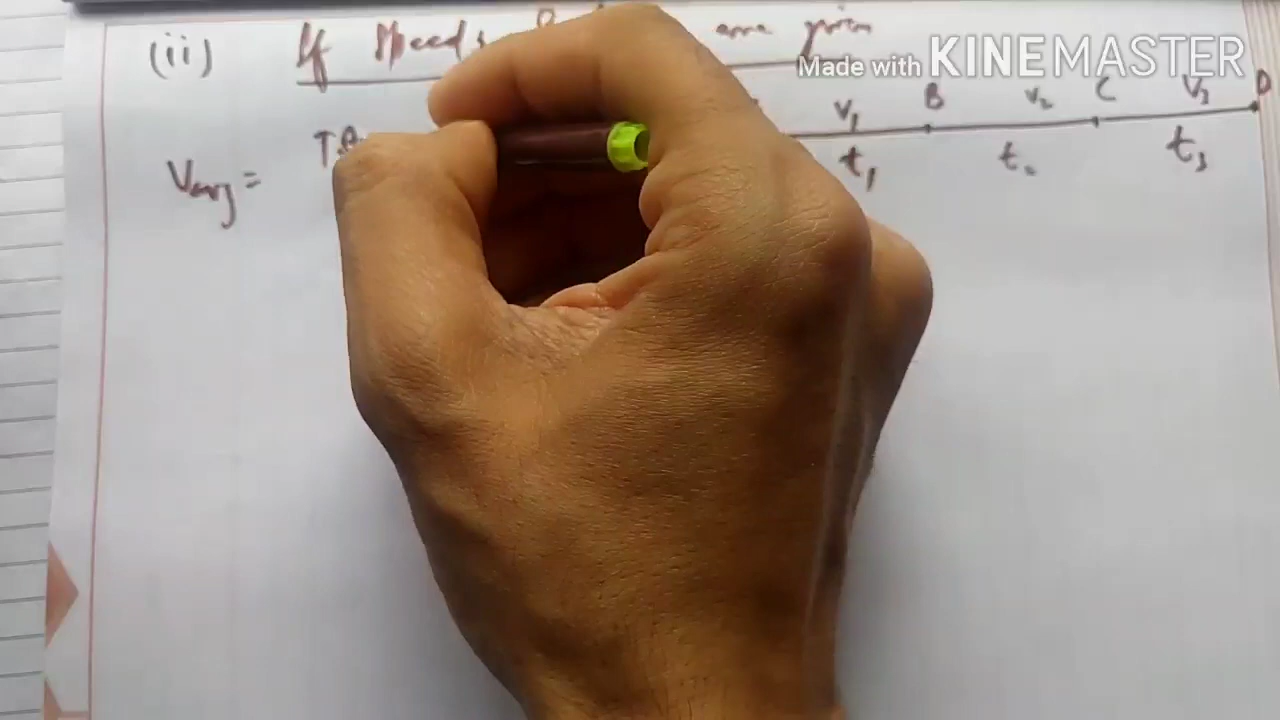 (ii) If Speeds are given
Made with KINEMASTER
V₁ B V₂ C V₃ D
t₁ t₂ t₃
Vavg =